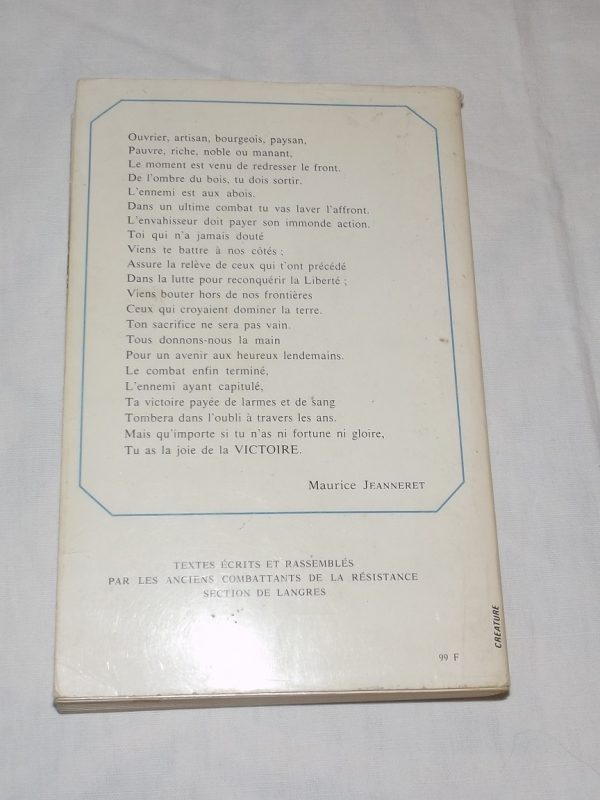 Ouvrier, artisan, bourgeois, paysan,
Pauvre, riche, noble ou manant,
Le moment est venu de redresser le front.
De l'ombre du bois, tu dois sortir.
L'ennemi est aux abois.
Dans un ultime combat tu vas laver l'affront.
L'envahisseur doit payer son immonde action.
Toi qui n'a jamais douté
Viens te battre à nos côtés ;
Assure la relève de ceux qui t'ont précédé
Dans la lutte pour reconquérir la Liberté ;
Viens bouter hors de nos frontières
Ceux qui croyaient dominer la terre.
Ton sacrifice ne sera pas vain.
Tous donnons-nous la main
Pour un avenir aux heureux lendemains.
Le combat enfin terminé,
L'ennemi ayant capitulé,
Ta victoire payée de larmes et de sang
Tombera dans l'oubli à travers les ans.
Mais qu'importe si tu n'as ni fortune ni gloire,
Tu as la joie de la VICTOIRE.
Maurice JEANNERET
TEXTES ÉCRITS ET RASSEMBLÉS
PAR LES ANCIENS COMBATTANTS DE LA RÉSISTANCE
SECTION DE LANGRES
CREATURE
99 F